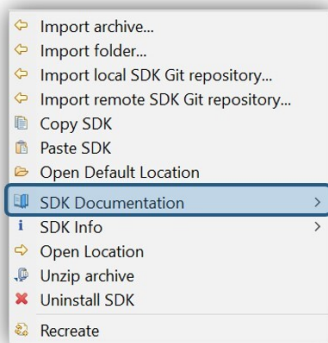 Import archive...
Import folder...
Import local SDK Git repository...
Import remote SDK Git repository...
Copy SDK
Paste SDK
Open Default Location
SDK Documentation
SDK Info
Open Location
Unzip archive
Uninstall SDK
Recreate